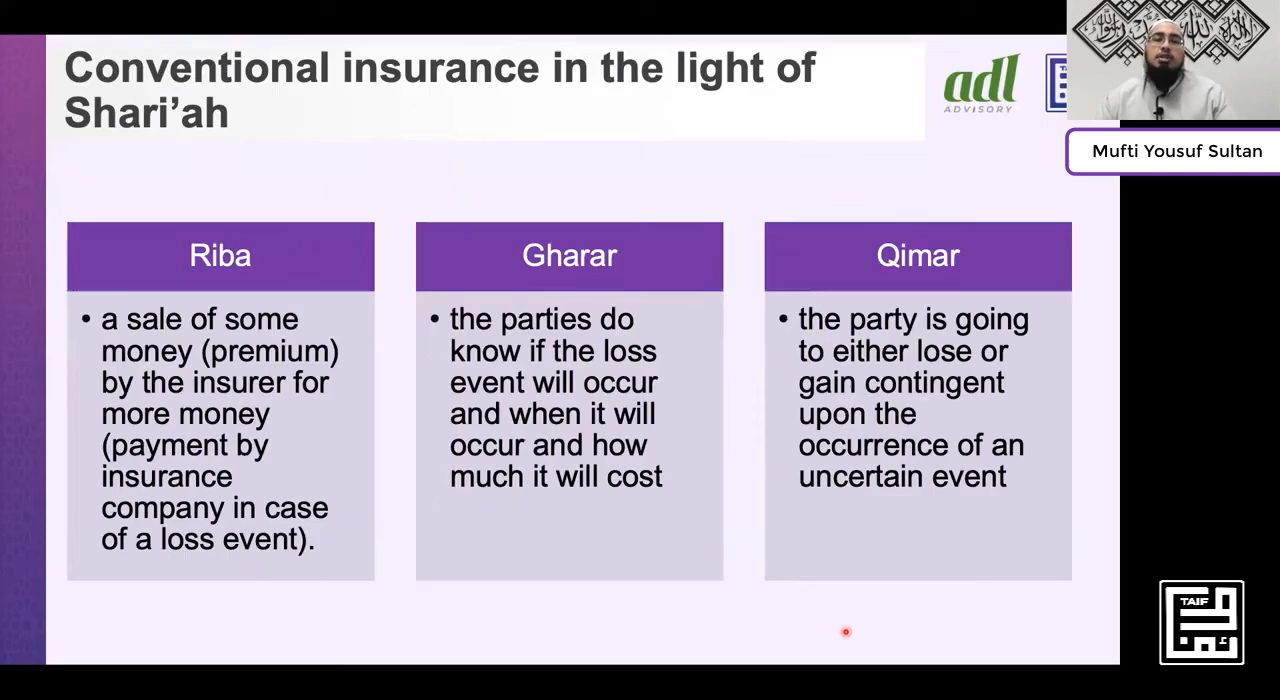 Conventional insurance in the light of
Shari’ah
adl
ADVISORY
Mufti Yousuf Sultan
Riba
• a sale of some
money (premium)
by the insurer for
more money
(payment by
insurance
company in case
of a loss event).
Gharar
• the parties do
know if the loss
event will occur
and when it will
occur and how
much it will cost
Qimar
• the party is going
to either lose or
gain contingent
upon the
occurrence of an
uncertain event
TAIF